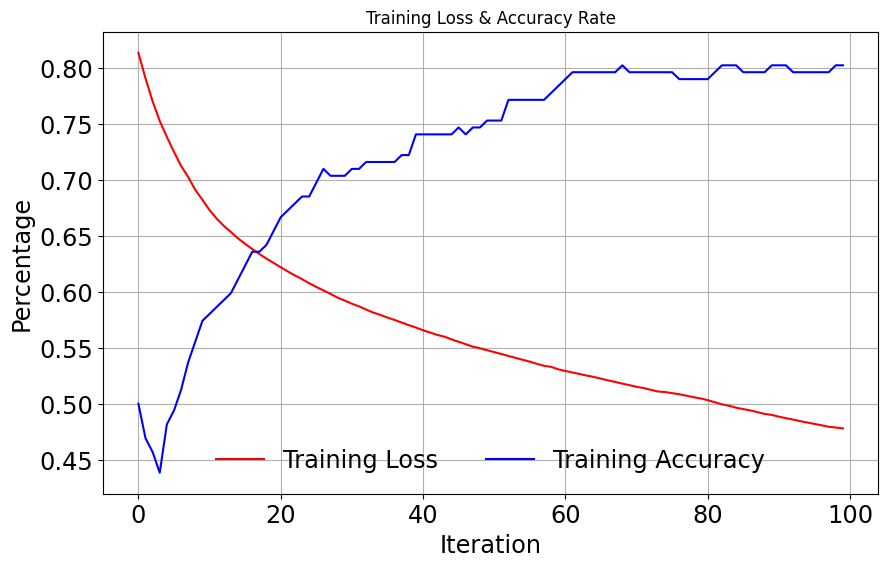 Training Loss & Accuracy Rate
Percentage
0.80
0.75
0.70
0.65
0.60
0.55
0.50
0.45
Training Loss Training Accuracy
0 20 40 60 80 100
Iteration